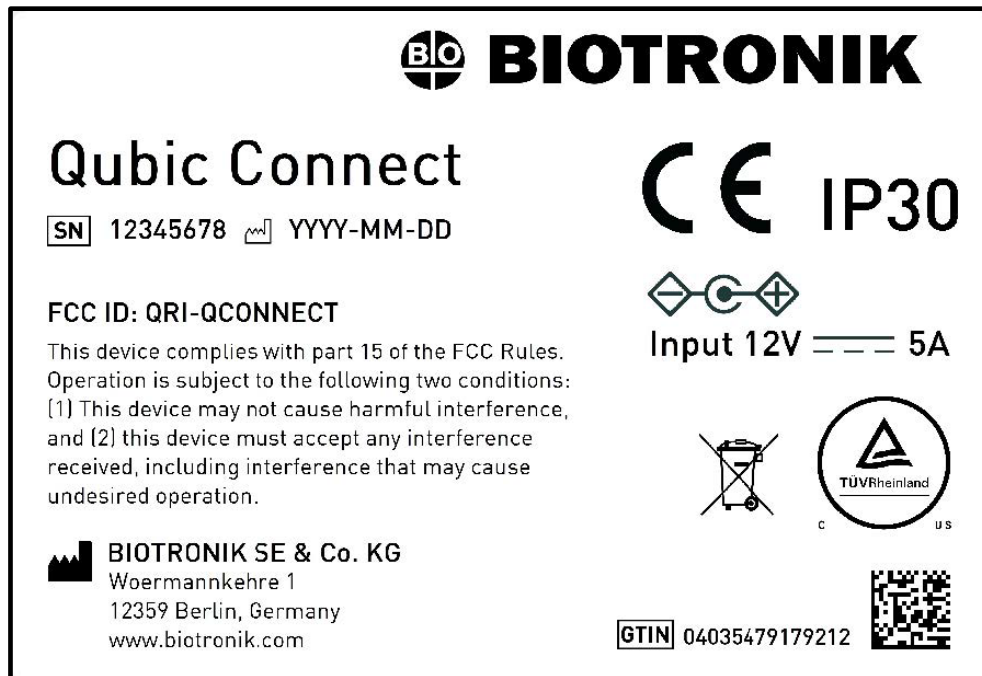 BIO BIOTRONIK
Qubic Connect
CE IP30
SN 12345678 YYYY-MM-DD
Input 12V 5A
FCC ID: QRI-QCONNECT
This device complies with part 15 of the FCC Rules.
Operation is subject to the following two conditions:
(1) This device may not cause harmful interference,
and (2) this device must accept any interference
received, including interference that may cause
undesired operation.
TÜVRheinland
C US
BIOTRONIK SE & Co. KG
Woermannkehre 1
12359 Berlin, Germany
www.biotronik.com
GTIN 04035479179212